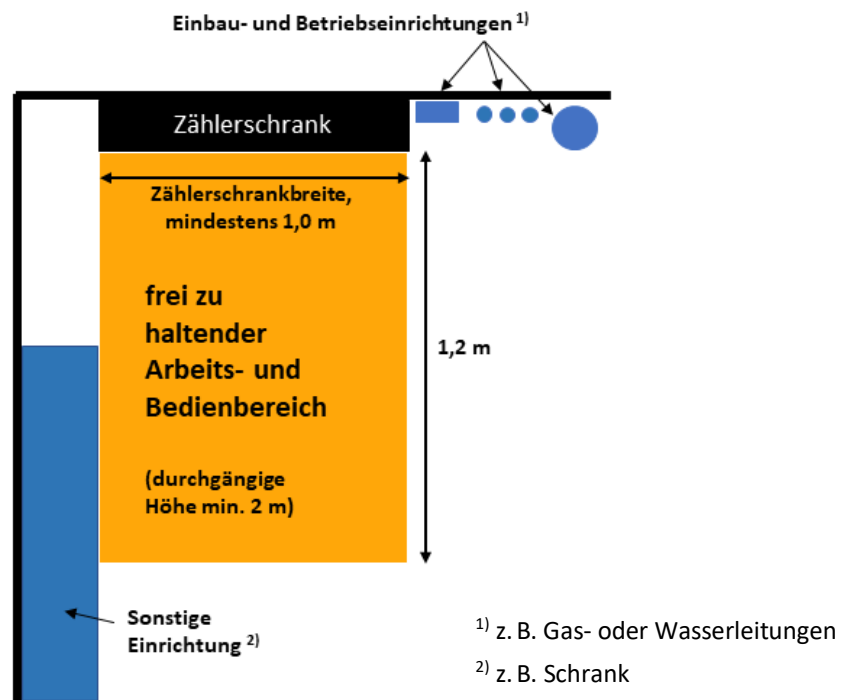 Einbau- und Betriebseinrichtungen ¹⁾
Zählerschrank
Zählerschrankbreite,
mindestens 1,0 m
frei zu
haltender
Arbeits- und
Bedienbereich
(durchgängige
Höhe min. 2 m)
1,2 m
Sonstige
Einrichtung ²⁾
¹⁾ z. B. Gas- oder Wasserleitungen
²⁾ z. B. Schrank